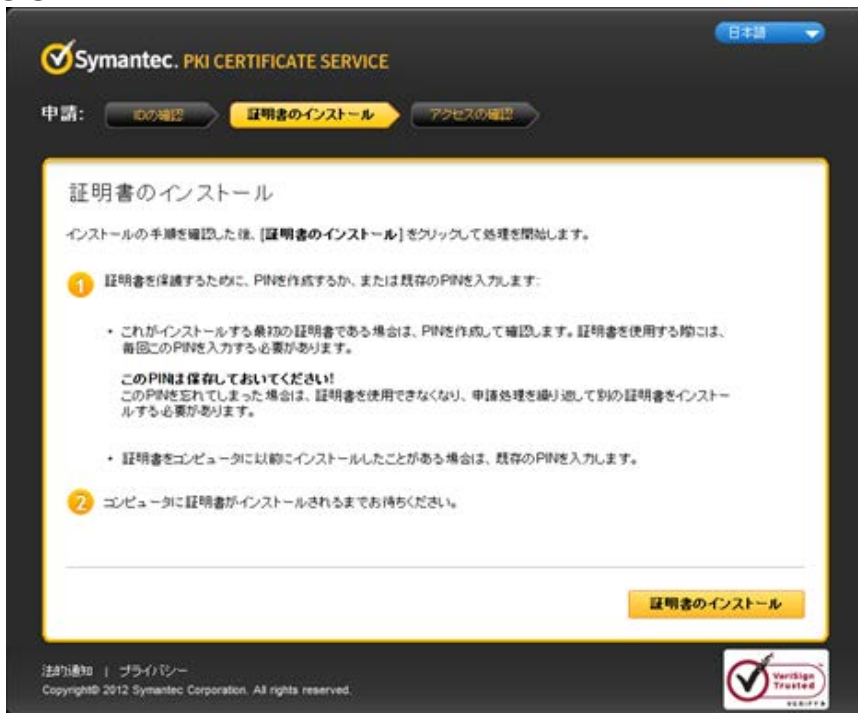 日本語
Symantec. PKI CERTIFICATE SERVICE
申請: IDの確認 証明書のインストール アクセスの確認
証明書のインストール
インストールの手順を確認した後、[証明書のインストール]をクリックして処理を開始します。
1 証明書を保護するために、PINを作成するか、または既存のPINを入力します:
・ これがインストールする最初の証明書である場合は、PINを作成して確認します。証明書を使用する際には、
毎回このPINを入力する必要があります。
このPINは保存しておいてください!
このPINを忘れてしまった場合は、証明書を使用できなくなり、申請処理を繰り返して別の証明書をインストー
ルする必要があります。
・ 証明書をコンピュータに以前にインストールしたことがある場合は、既存のPINを入力します。
2 コンピュータに証明書がインストールされるまでお待ちください。
証明書のインストール
法的通知 | プライバシー
Copyright© 2012 Symantec Corporation. All rights reserved.
VeriSign
Trusted
VERIFY